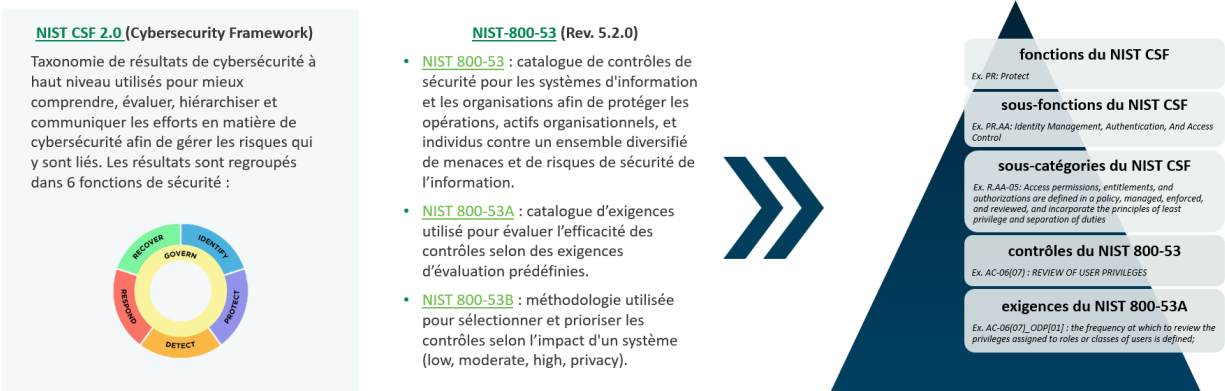 NIST CSF 2.0 (Cybersecurity Framework)
Taxonomie de résultats de cybersécurité à
haut niveau utilisés pour mieux
comprendre, évaluer, hiérarchiser et
communiquer les efforts en matière de
cybersécurité afin de gérer les risques qui
y sont liés. Les résultats sont regroupés
dans 6 fonctions de sécurité :
RECOVER
IDENTIFY
GOVERN
RESPOND
PROTECT
DETECT
NIST-800-53 (Rev. 5.2.0)
• NIST 800-53 : catalogue de contrôles de
sécurité pour les systèmes d'information
et les organisations afin de protéger les
opérations, actifs organisationnels, et
individus contre un ensemble diversifié
de menaces et de risques de sécurité de
l’information.
• NIST 800-53A : catalogue d’exigences
utilisé pour évaluer l’efficacité des
contrôles selon des exigences
d’évaluation prédéfinies.
• NIST 800-53B : méthodologie utilisée
pour sélectionner et prioriser les
contrôles selon l’impact d'un système
(low, moderate, high, privacy).
fonctions du NIST CSF
Ex. PR: Protect
sous-fonctions du NIST CSF
Ex. PR.AA: Identity Management, Authentication, And Access
Control
sous-catégories du NIST CSF
Ex. R.AA-05: Access permissions, entitlements, and
authorizations are defined in a policy, managed, enforced,
and reviewed, and incorporate the principles of least
privilege and separation of duties
contrôles du NIST 800-53
Ex. AC-06(07) : REVIEW OF USER PRIVILEGES
exigences du NIST 800-53A
Ex. AC-06(07)_ODP[01] : the frequency at which to review the
privileges assigned to roles or classes of users is defined;